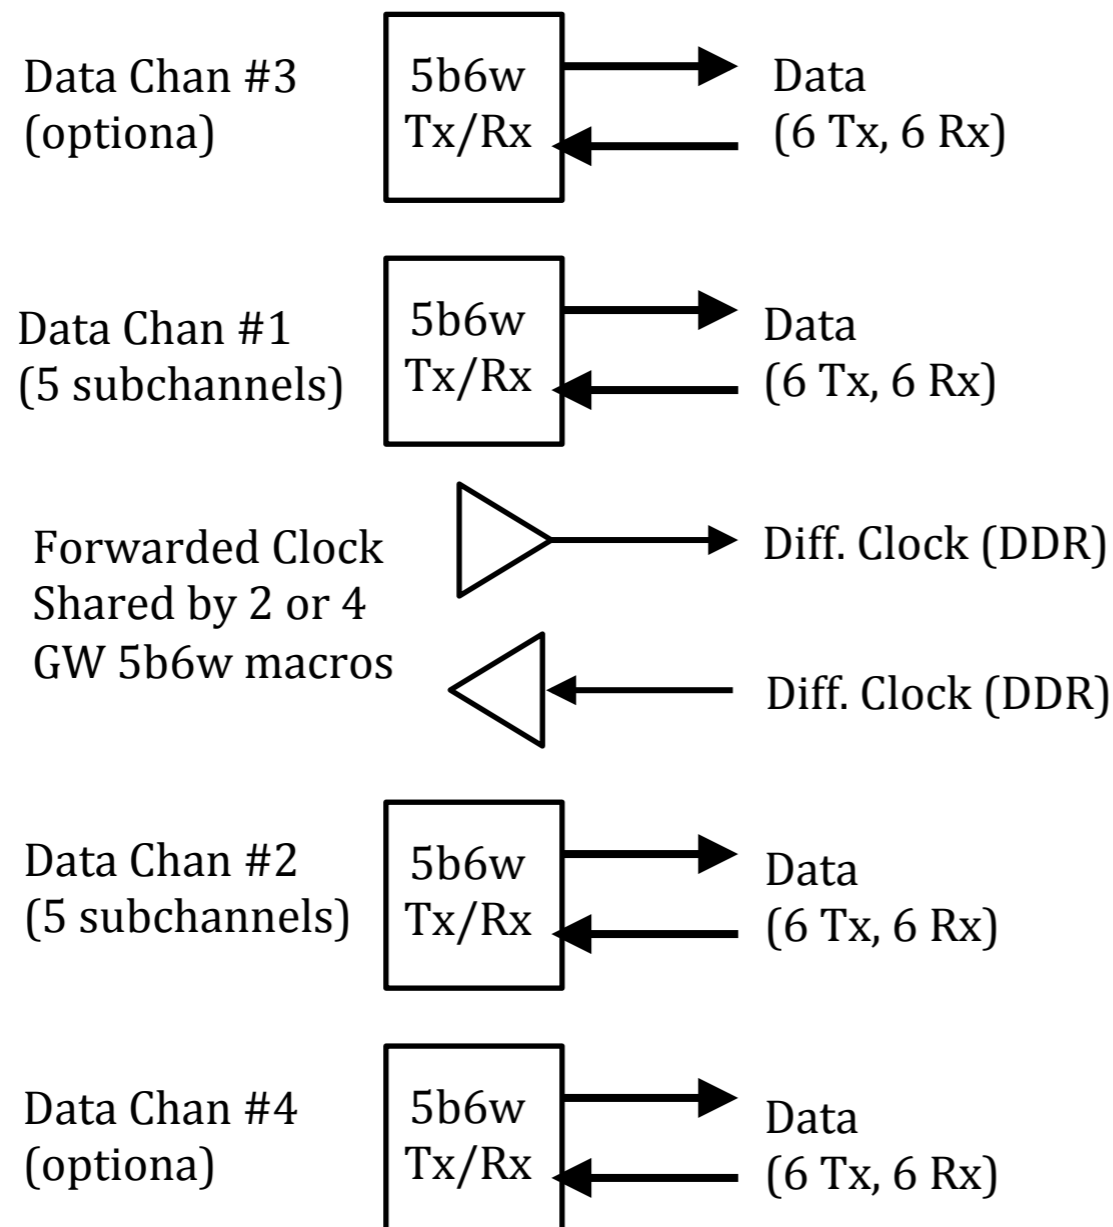 Data Chan #3
(optiona)
5b6w
Tx/Rx
Data
(6 Tx, 6 Rx)
Data Chan #1
(5 subchannels)
5b6w
Tx/Rx
Data
(6 Tx, 6 Rx)
Forwarded Clock
Shared by 2 or 4
GW 5b6w macros
Diff. Clock (DDR)
Diff. Clock (DDR)
Data Chan #2
(5 subchannels)
5b6w
Tx/Rx
Data
(6 Tx, 6 Rx)
Data Chan #4
(optiona)
5b6w
Tx/Rx
Data
(6 Tx, 6 Rx)